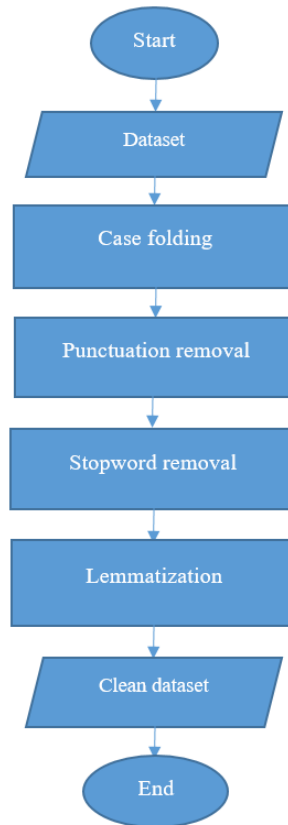 Start
Dataset
Case folding
Punctuation removal
Stopword removal
Lemmatization
Clean dataset
End